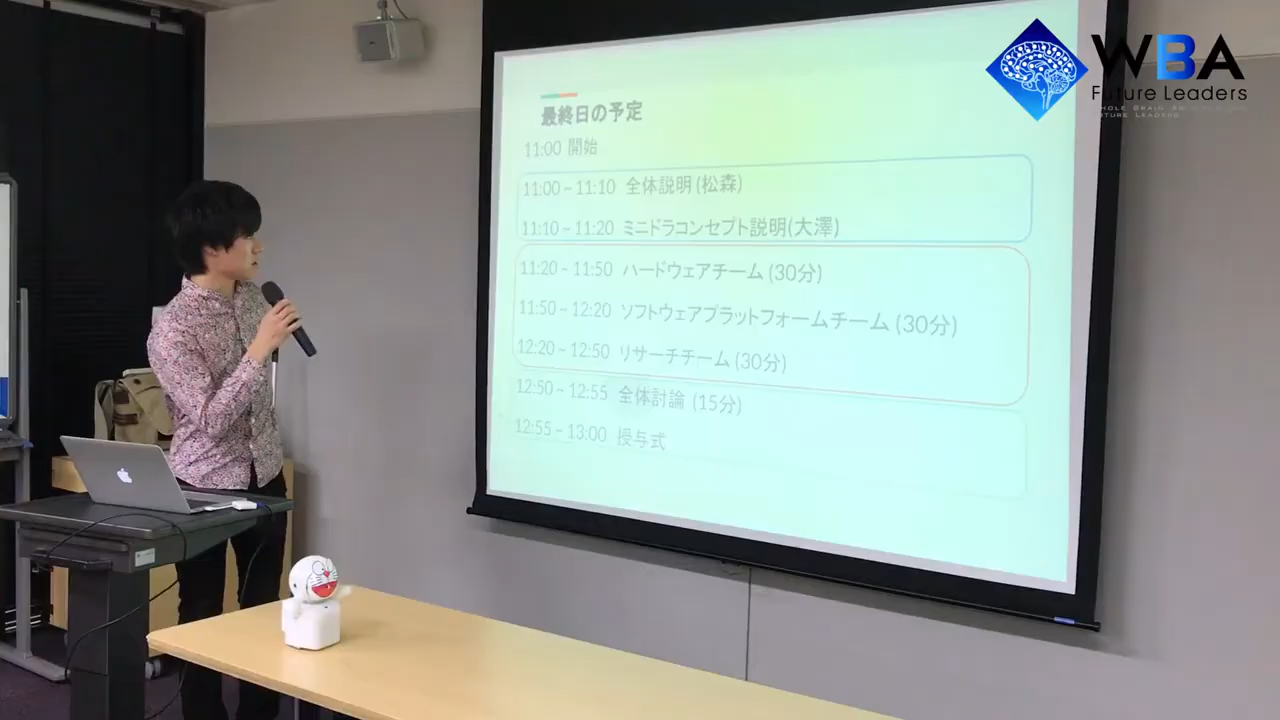 WBA
Future Leaders
最終日の予定
11:00 開始
11:00 – 11:10 全体説明 (松森)
11:10 – 11:20 ミニドラコンセプト説明(大澤)
11:20 – 11:50 ハードウェアチーム (30分)
11:50 – 12:20 ソフトウェアプラットフォームチーム (30分)
12:20 – 12:50 リサーチチーム (30分)
12:50 – 12:55 全体討論 (15分)
12:55 – 13:00 授与式